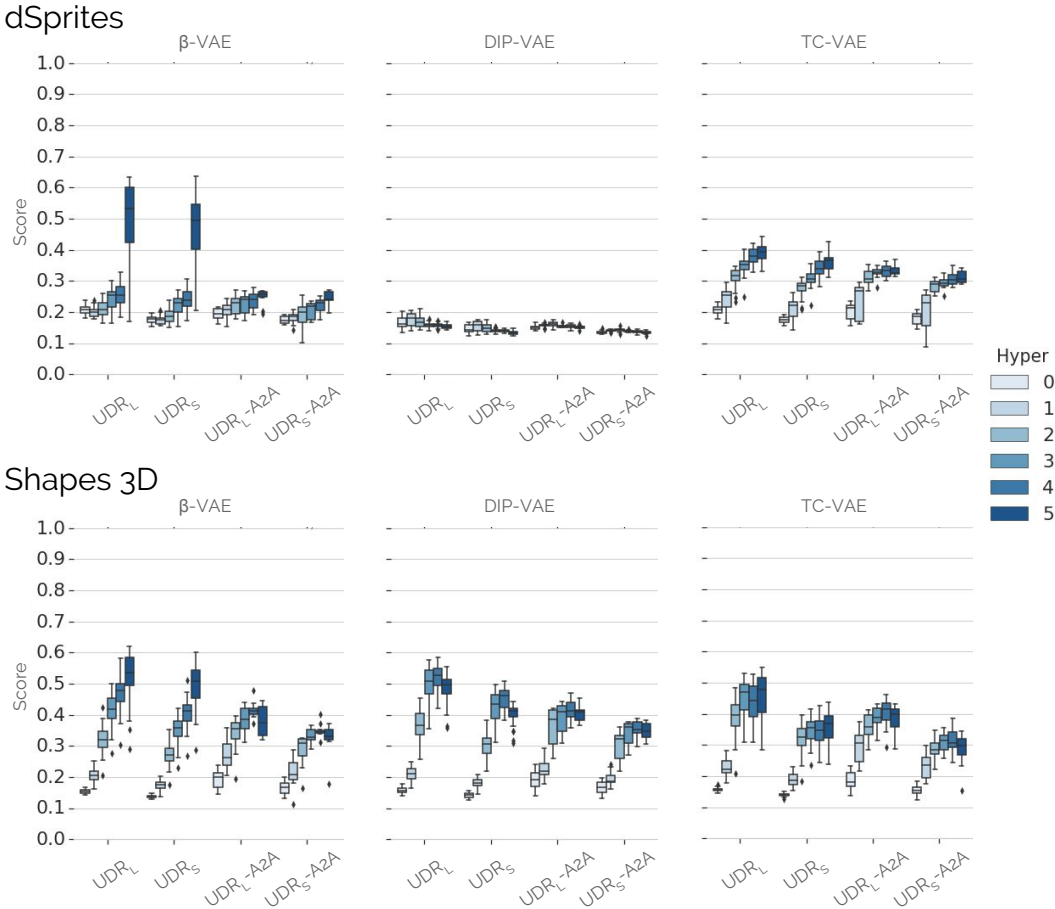 dSprites
β-VAE
DIP-VAE
TC-VAE
Score
1.0
0.9
0.8
0.7
0.6
0.5
0.4
0.3
0.2
0.1
0.0
UDR_L UDR_S UDR_L-A2A UDR_S-A2A
UDR_L UDR_S UDR_L-A2A UDR_S-A2A
UDR_L UDR_S UDR_L-A2A UDR_S-A2A
Hyper
0
1
2
3
4
5
Shapes 3D
β-VAE
DIP-VAE
TC-VAE
Score
1.0
0.9
0.8
0.7
0.6
0.5
0.4
0.3
0.2
0.1
0.0
UDR_L UDR_S UDR_L-A2A UDR_S-A2A
UDR_L UDR_S UDR_L-A2A UDR_S-A2A
UDR_L UDR_S UDR_L-A2A UDR_S-A2A